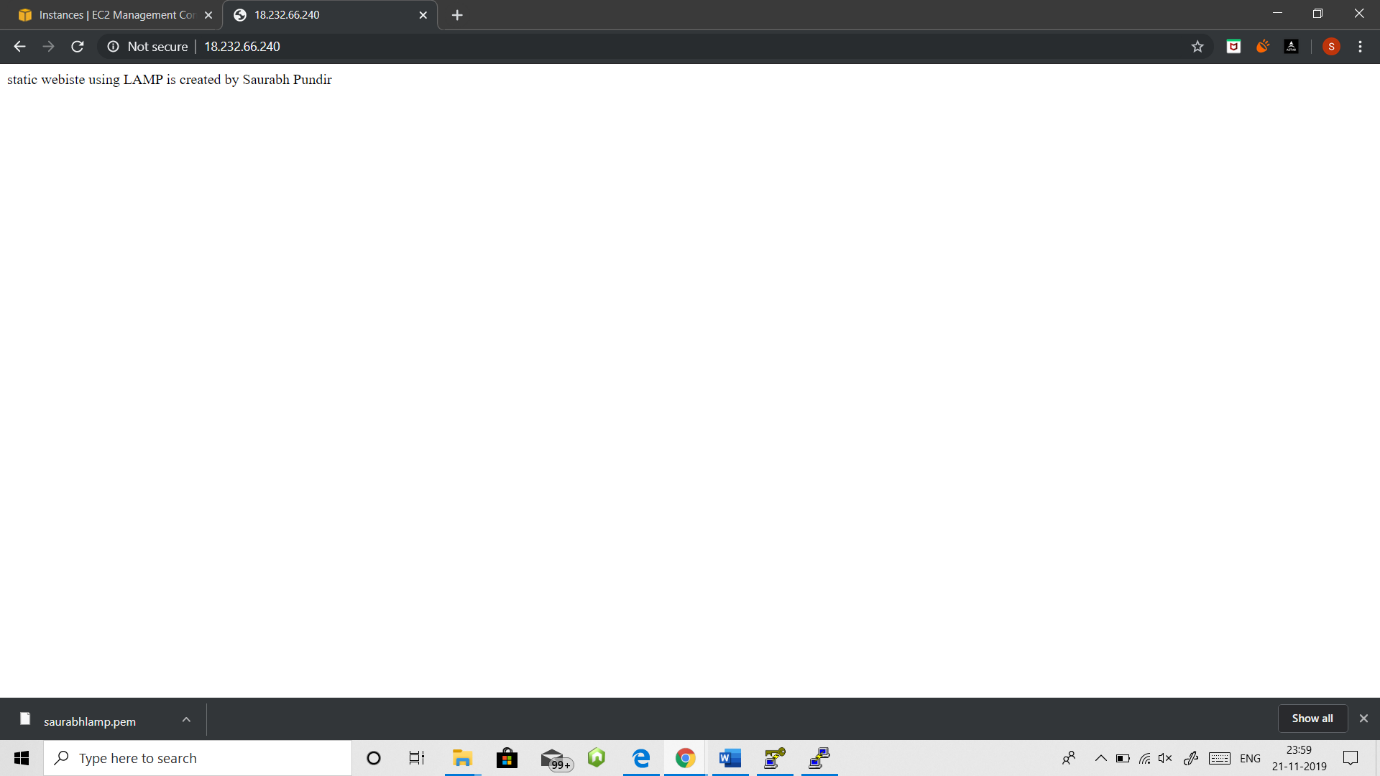 Instances | EC2 Management Cor
18.232.66.240
Not secure
18.232.66.240
S
static webiste using LAMP is created by Saurabh Pundir
saurabhlamp.pem
Show all
Type here to search
99+
ENG
23:59
21-11-2019